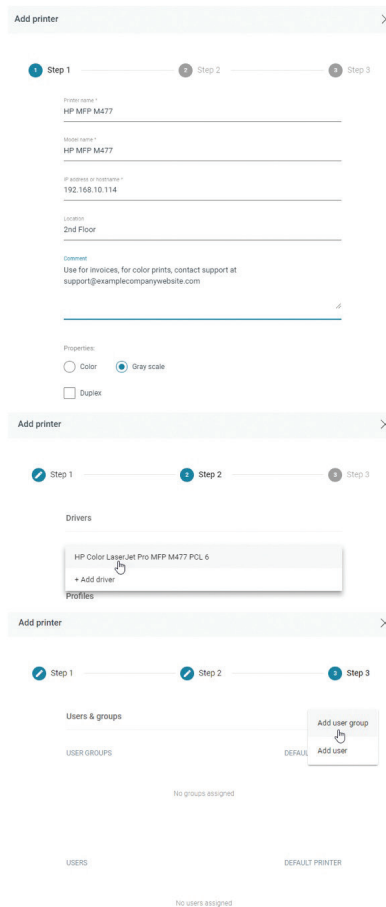 Add printer
1 Step 1 2 Step 2 3 Step 3
Printer name *
HP MFP M477
Model name *
HP MFP M477
IP address or hostname *
192.168.10.114
Location
2nd Floor
Comment
Use for invoices, for color prints, contact support at
support@examplecompanywebsite.com
Properties:
Color Gray scale
Duplex
Add printer
Step 1 2 Step 2 3 Step 3
Drivers
HP Color LaserJet Pro MFP M477 PCL 6
+ Add driver
Profiles
Add printer
Step 1 Step 2 3 Step 3
Users & groups
Add user group
USER GROUPS
Add user
No groups assigned
USERS DEFAULT PRINTER
No users assigned